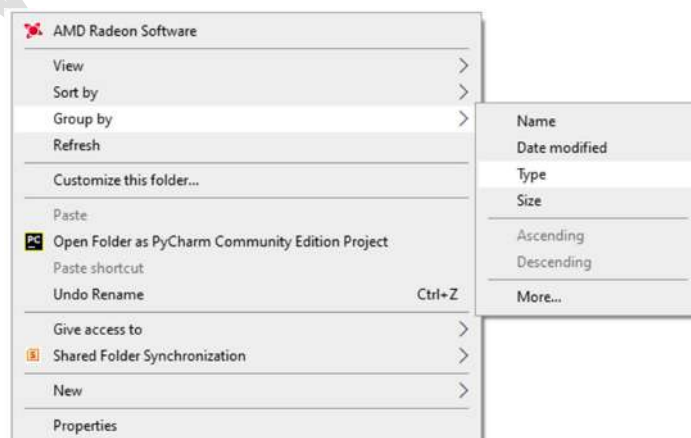 AMD Radeon Software
View
Sort by
Group by
Refresh
Customize this folder...
Paste
PC Open Folder as PyCharm Community Edition Project
Paste shortcut
Undo Rename Ctrl+Z
Give access to
S Shared Folder Synchronization
New
Properties
Name
Date modified
Type
Size
Ascending
Descending
More...